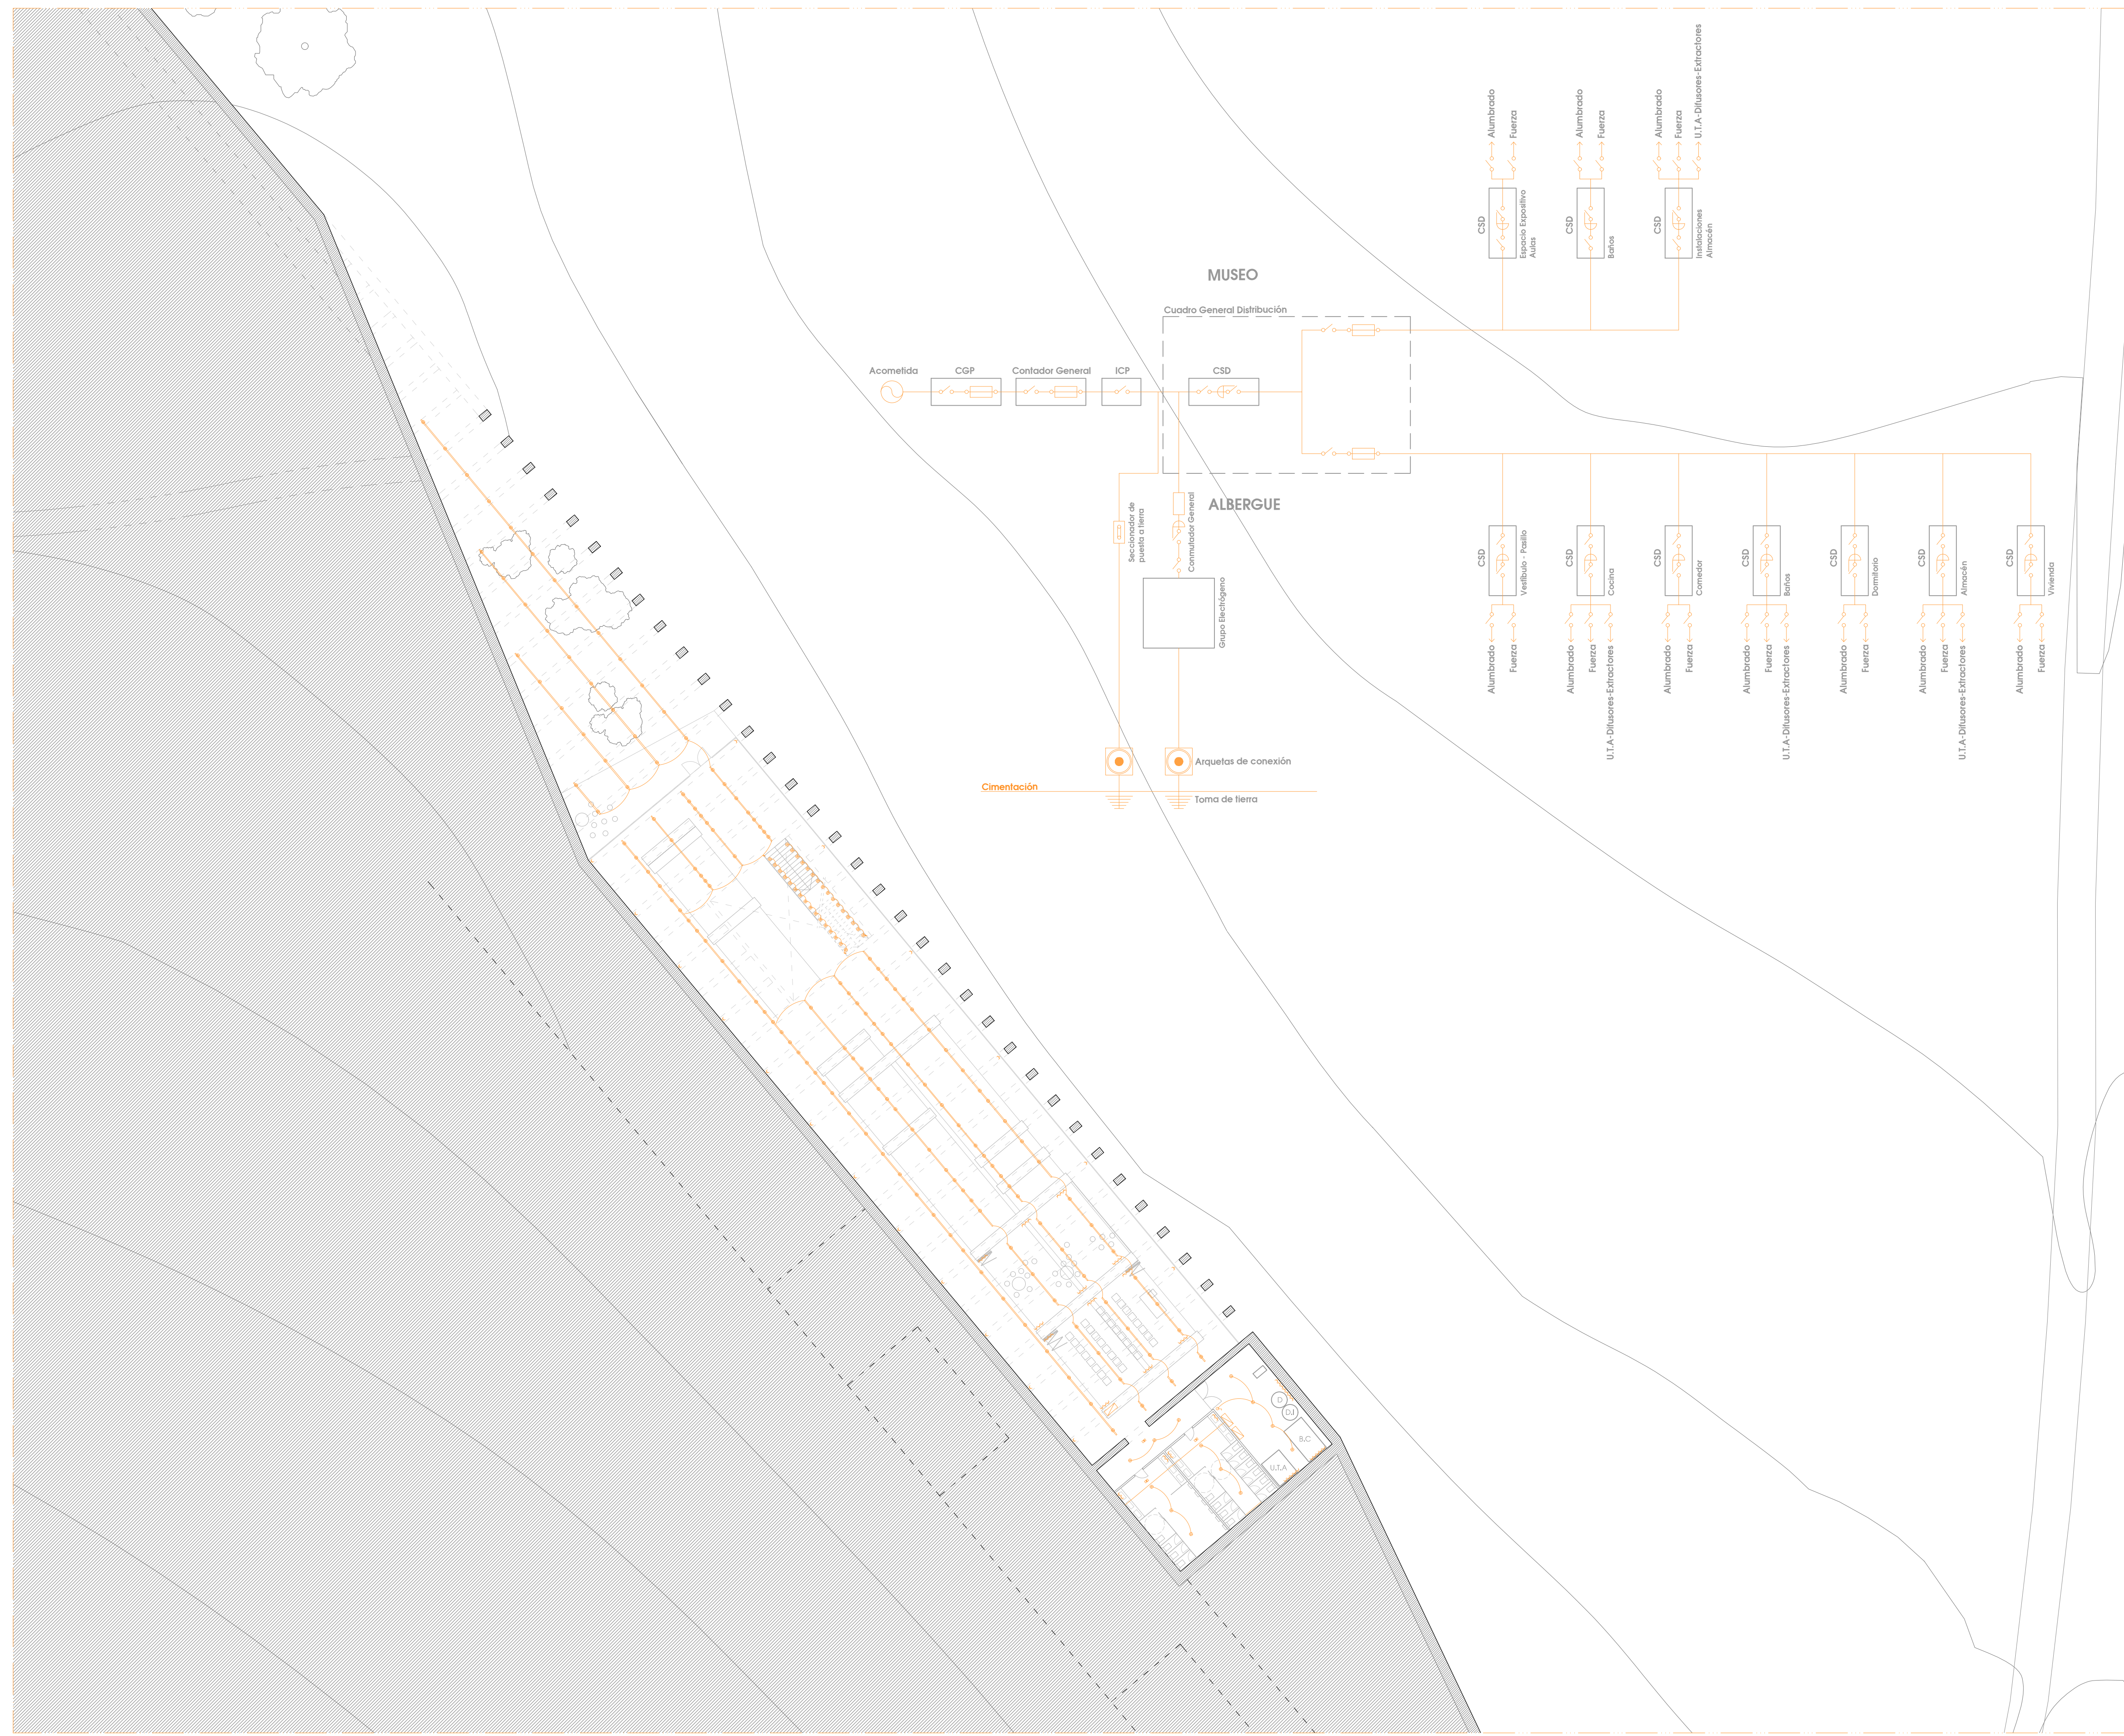 Alumbrado
Fuerza
Alumbrado
Fuerza
Alumbrado
Fuerza
U.T.A-Difusores-Extractores
CSD
Espacio Expositivo
Aulas
CSD
Baños
CSD
Instalaciones
Almacén
MUSEO
Cuadro General Distribución
Acometida
CGP
Contador General
ICP
CSD
ALBERGUE
Seccionador de
puesta a tierra
Conmutador General
Grupo Electrógeno
CSD
Vestíbulo - Pasillo
CSD
Cocina
CSD
Comedor
CSD
Baños
CSD
Dormitorio
CSD
Almacén
CSD
Vivienda
Alumbrado
Fuerza
Alumbrado
Fuerza
U.T.A-Difusores-Extractores
Alumbrado
Fuerza
Alumbrado
Fuerza
U.T.A-Difusores-Extractores
Alumbrado
Fuerza
Alumbrado
Fuerza
U.T.A-Difusores-Extractores
Alumbrado
Fuerza
Arquetas de conexión
Cimentación
Toma de tierra
D
D.I
B.C
U.T.A